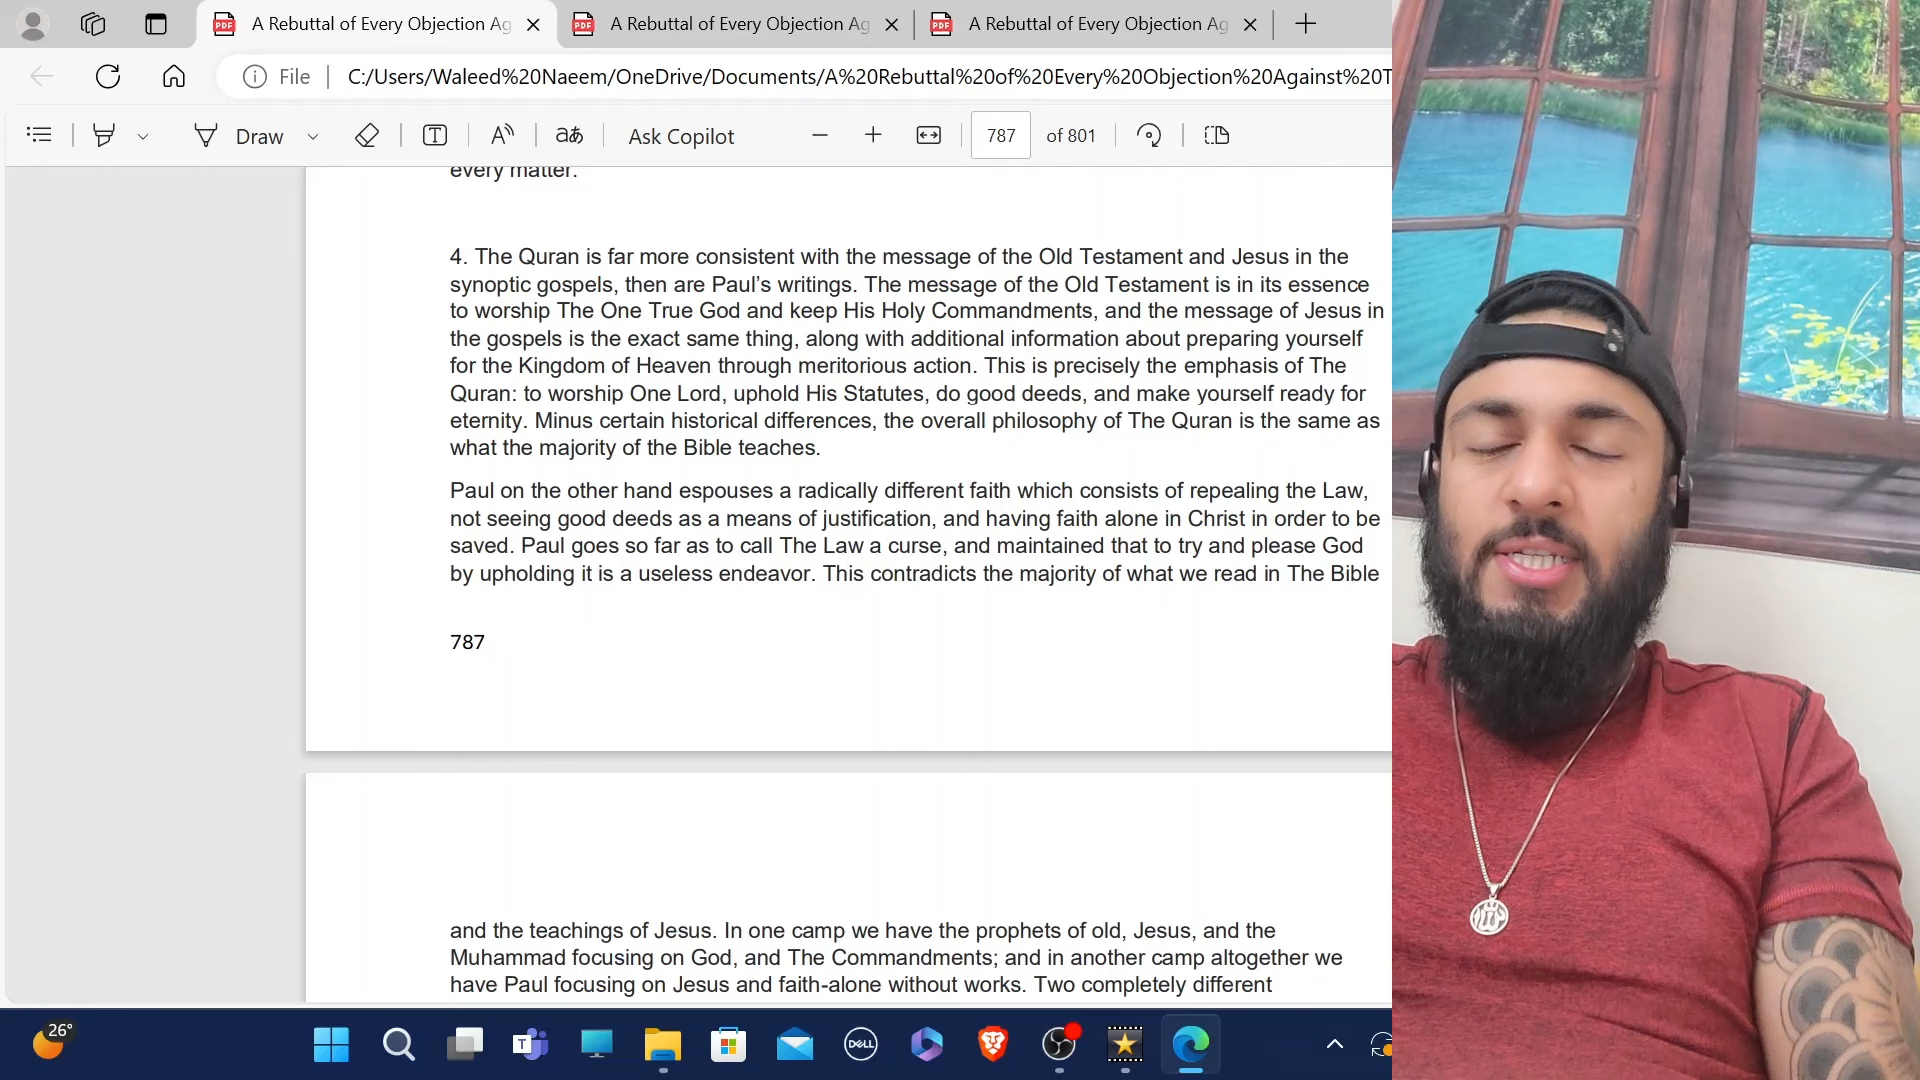 A Rebuttal of Every Objection Ag
A Rebuttal of Every Objection Ag
A Rebuttal of Every Objection Ag
File
C:/Users/Waleed%20Naeem/OneDrive/Documents/A%20Rebuttal%20of%20Every%20Objection%20Against%20T
Draw
Ask Copilot
787 of 801
every matter.
4. The Quran is far more consistent with the message of the Old Testament and Jesus in the
synoptic gospels, then are Paul’s writings. The message of the Old Testament is in its essence
to worship The One True God and keep His Holy Commandments, and the message of Jesus in
the gospels is the exact same thing, along with additional information about preparing yourself
for the Kingdom of Heaven through meritorious action. This is precisely the emphasis of The
Quran: to worship One Lord, uphold His Statutes, do good deeds, and make yourself ready for
eternity. Minus certain historical differences, the overall philosophy of The Quran is the same as
what the majority of the Bible teaches.
Paul on the other hand espouses a radically different faith which consists of repealing the Law,
not seeing good deeds as a means of justification, and having faith alone in Christ in order to be
saved. Paul goes so far as to call The Law a curse, and maintained that to try and please God
by upholding it is a useless endeavor. This contradicts the majority of what we read in The Bible
787
and the teachings of Jesus. In one camp we have the prophets of old, Jesus, and the
Muhammad focusing on God, and The Commandments; and in another camp altogether we
have Paul focusing on Jesus and faith-alone without works. Two completely different
26°
DELL